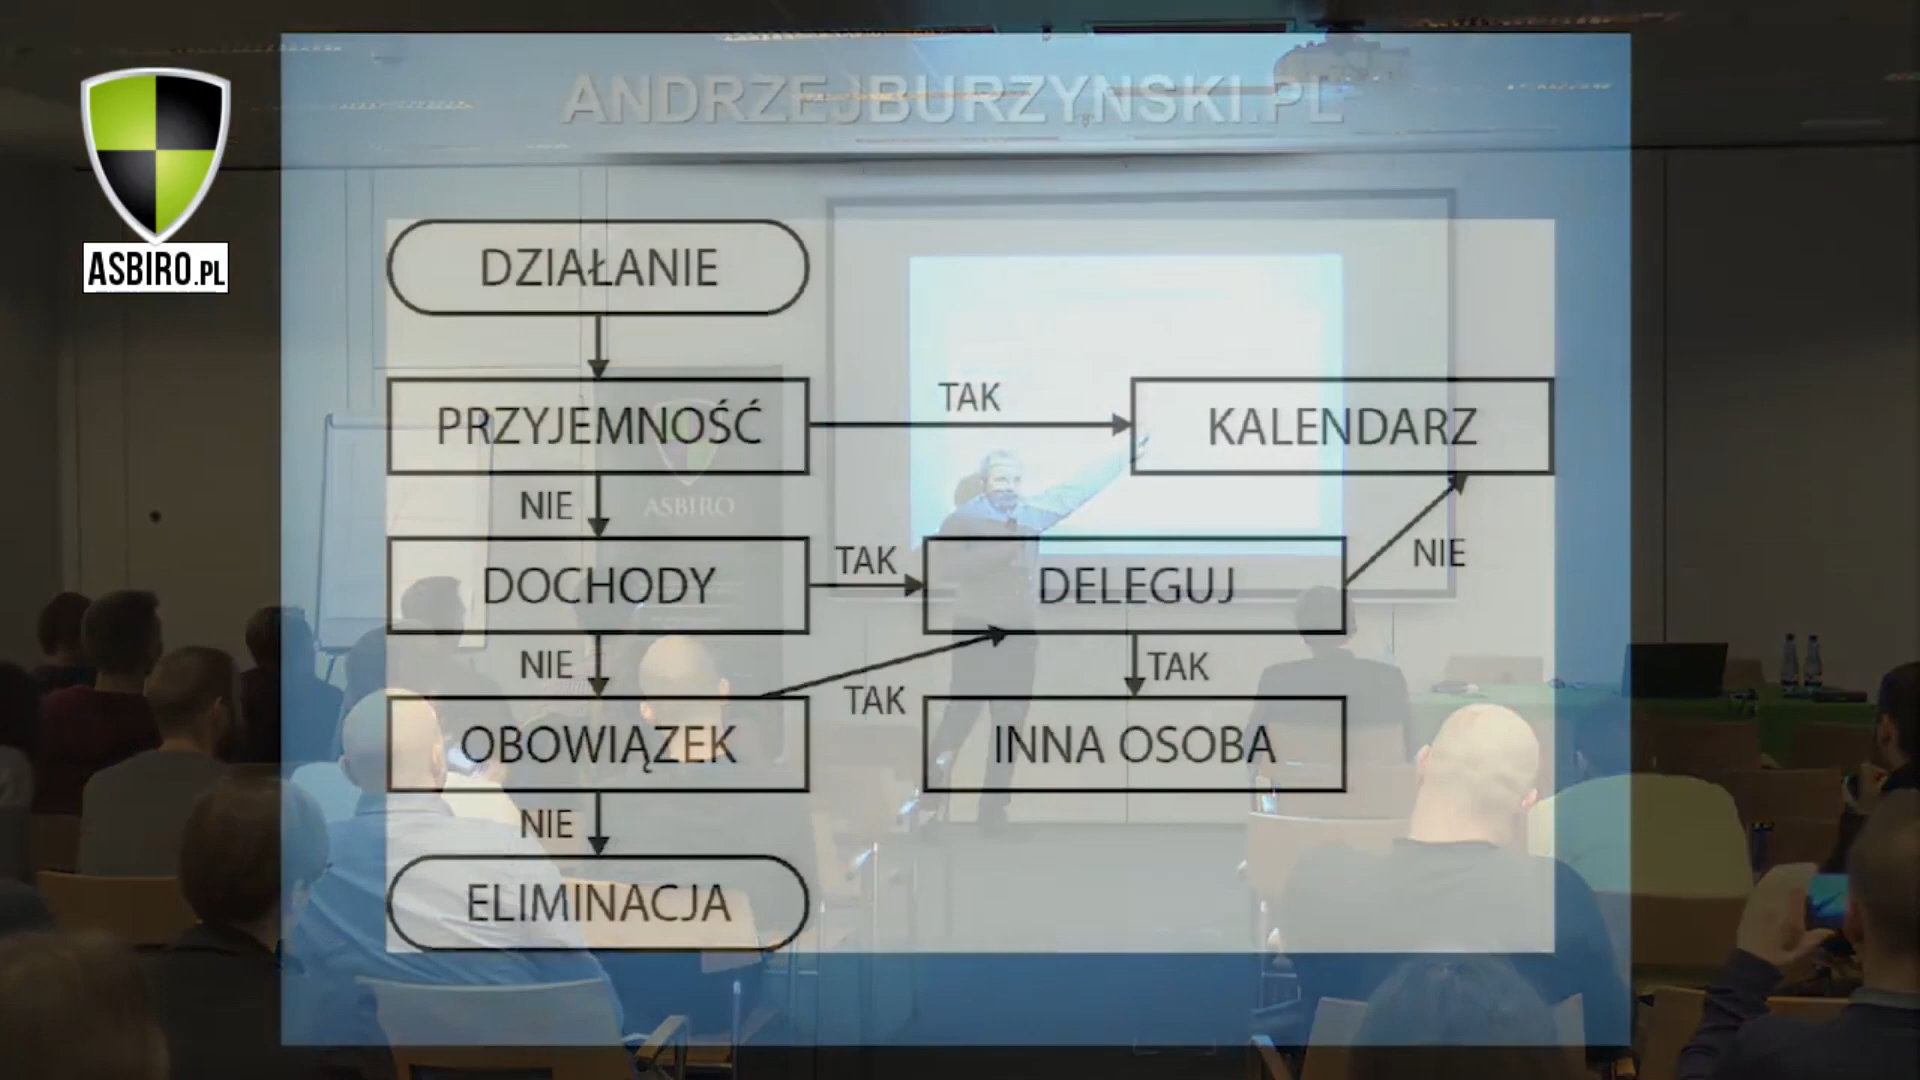 ANDRZEJBURZYNSKI.PL
ASBIRO.PL
DZIAŁANIE
PRZYJEMNOŚĆ
TAK
KALENDARZ
NIE
ASBIRO
DOCHODY
TAK
DELEGUJ
NIE
NIE
TAK
TAK
OBOWIĄZEK
INNA OSOBA
NIE
ELIMINACJA